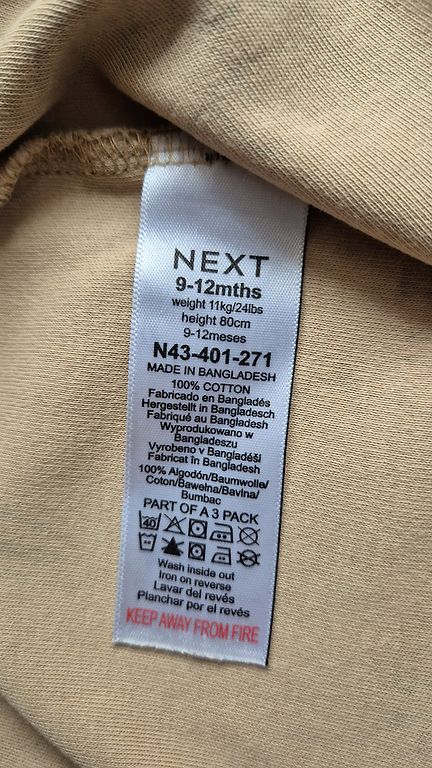 NEXT
9-12mths
weight 11kg/24lbs
height 80cm
9-12meses
N43-401-271
MADE IN BANGLADESH
100% COTTON
Fabricado en Bangladés
Hergestellt in Bangladesch
Fabriqué au Bangladesh
Wyprodukowano w
Bangladeszu
Vyrobeno v Bangladéši
Fabricat în Bangladesh
100% Algodón/Baumwolle/
Coton/Bawełna/Bavlna/
Bumbac
PART OF A 3 PACK
40
Wash inside out
Iron on reverse
Lavar del revés
Planchar por el revés
KEEP AWAY FROM FIRE